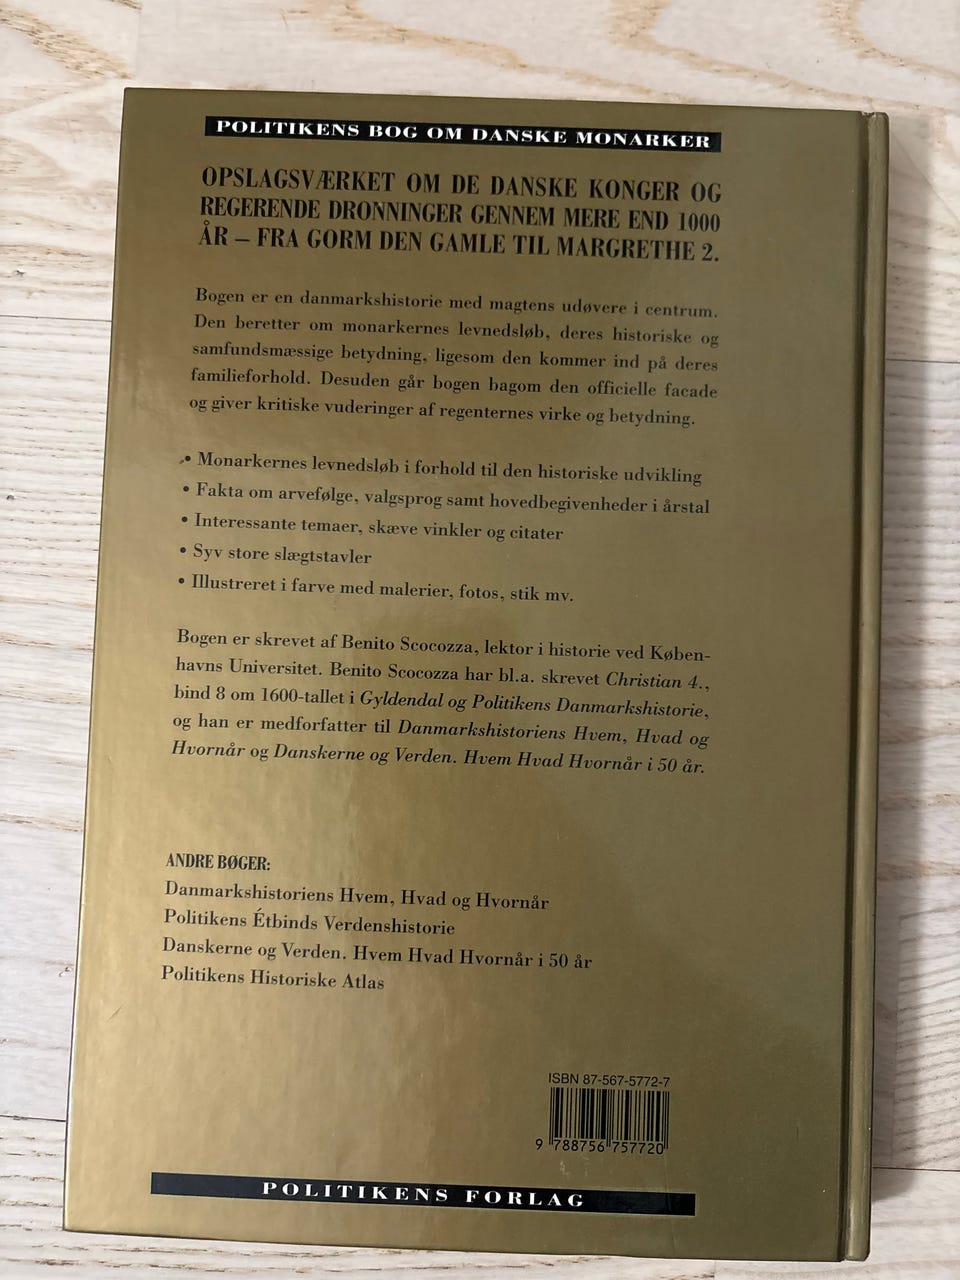 POLITIKENS BOG OM DANSKE MONARKER
OPSLAGSVÆRKET OM DE DANSKE KONGER OG
REGERENDE DRONNINGER GENNEM MERE END 1000
ÅR – FRA GORM DEN GAMLE TIL MARGRETHE 2.
Bogen er en danmarkshistorie med magtens udøvere i centrum.
Den beretter om monarkernes levnedsløb, deres historiske og
samfundsmæssige betydning, ligesom den kommer ind på deres
familieforhold. Desuden går bogen bagom den officielle facade
og giver kritiske vuderinger af regenternes virke og betydning.
• Monarkernes levnedsløb i forhold til den historiske udvikling
• Fakta om arvefølge, valgsprog samt hovedbegivenheder i årstal
• Interessante temaer, skæve vinkler og citater
• Syv store slægtstavler
• Illustreret i farve med malerier, fotos, stik mv.
Bogen er skrevet af Benito Scocozza, lektor i historie ved Køben-
havns Universitet. Benito Scocozza har bl.a. skrevet Christian 4.,
bind 8 om 1600-tallet i Gyldendal og Politikens Danmarkshistorie,
og han er medforfatter til Danmarkshistoriens Hvem, Hvad og
Hvornår og Danskerne og Verden. Hvem Hvad Hvornår i 50 år.
ANDRE BØGER:
Danmarkshistoriens Hvem, Hvad og Hvornår
Politikens Étbinds Verdenshistorie
Danskerne og Verden. Hvem Hvad Hvornår i 50 år
Politikens Historiske Atlas
ISBN 87-567-5772-7
9 788756 757720
POLITIKENS FORLAG